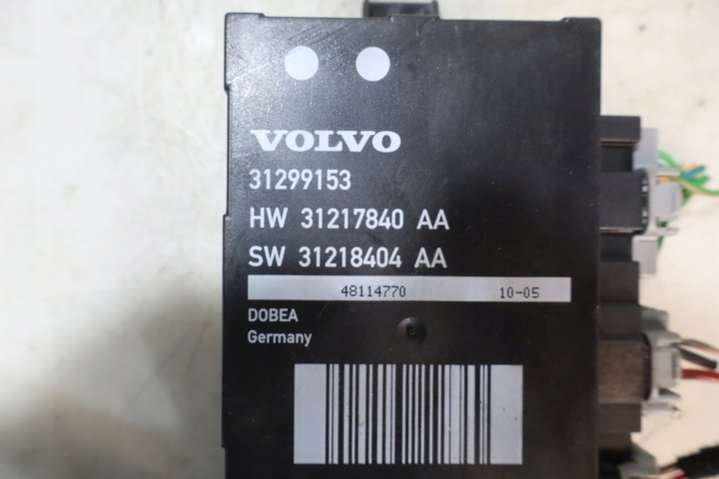 VOLVO
31299153
HW 31217840 AA
SW 31218404 AA
48114770 10-05
DOBEA
Germany